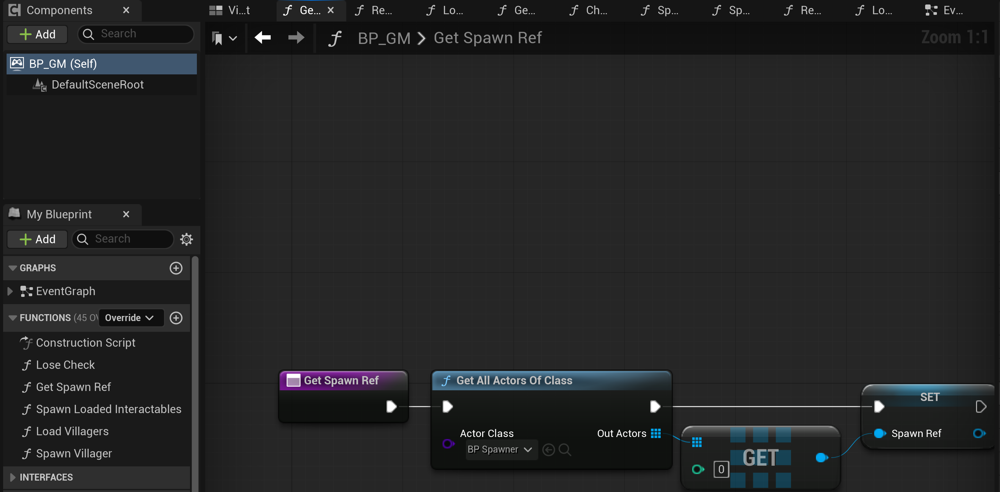 Components
Add
Search
BP_GM (Self)
DefaultSceneRoot
My Blueprint
Add
Search
GRAPHS
EventGraph
FUNCTIONS (45 OV
Override
Construction Script
Lose Check
Get Spawn Ref
Spawn Loaded Interactables
Load Villagers
Spawn Villager
INTERFACES
Vi...t
Ge...
Re...
Lo...
Ge...
Ch...
Sp...
Sp...
Re...
Lo...
Ev...
BP_GM > Get Spawn Ref
Zoom 1:1
Get Spawn Ref
Get All Actors Of Class
Actor Class
BP Spawner
Out Actors
GET
0
SET
Spawn Ref